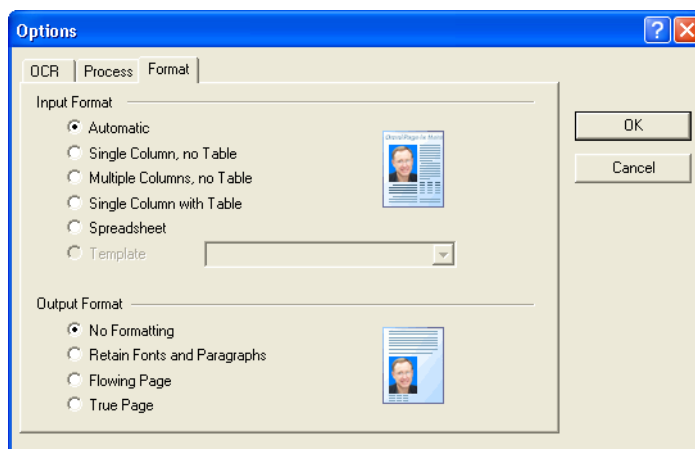 Options
OCR Process Format
Input Format
Automatic
Single Column, no Table
Multiple Columns, no Table
Single Column with Table
Spreadsheet
Template
Output Format
No Formatting
Retain Fonts and Paragraphs
Flowing Page
True Page
OK
Cancel